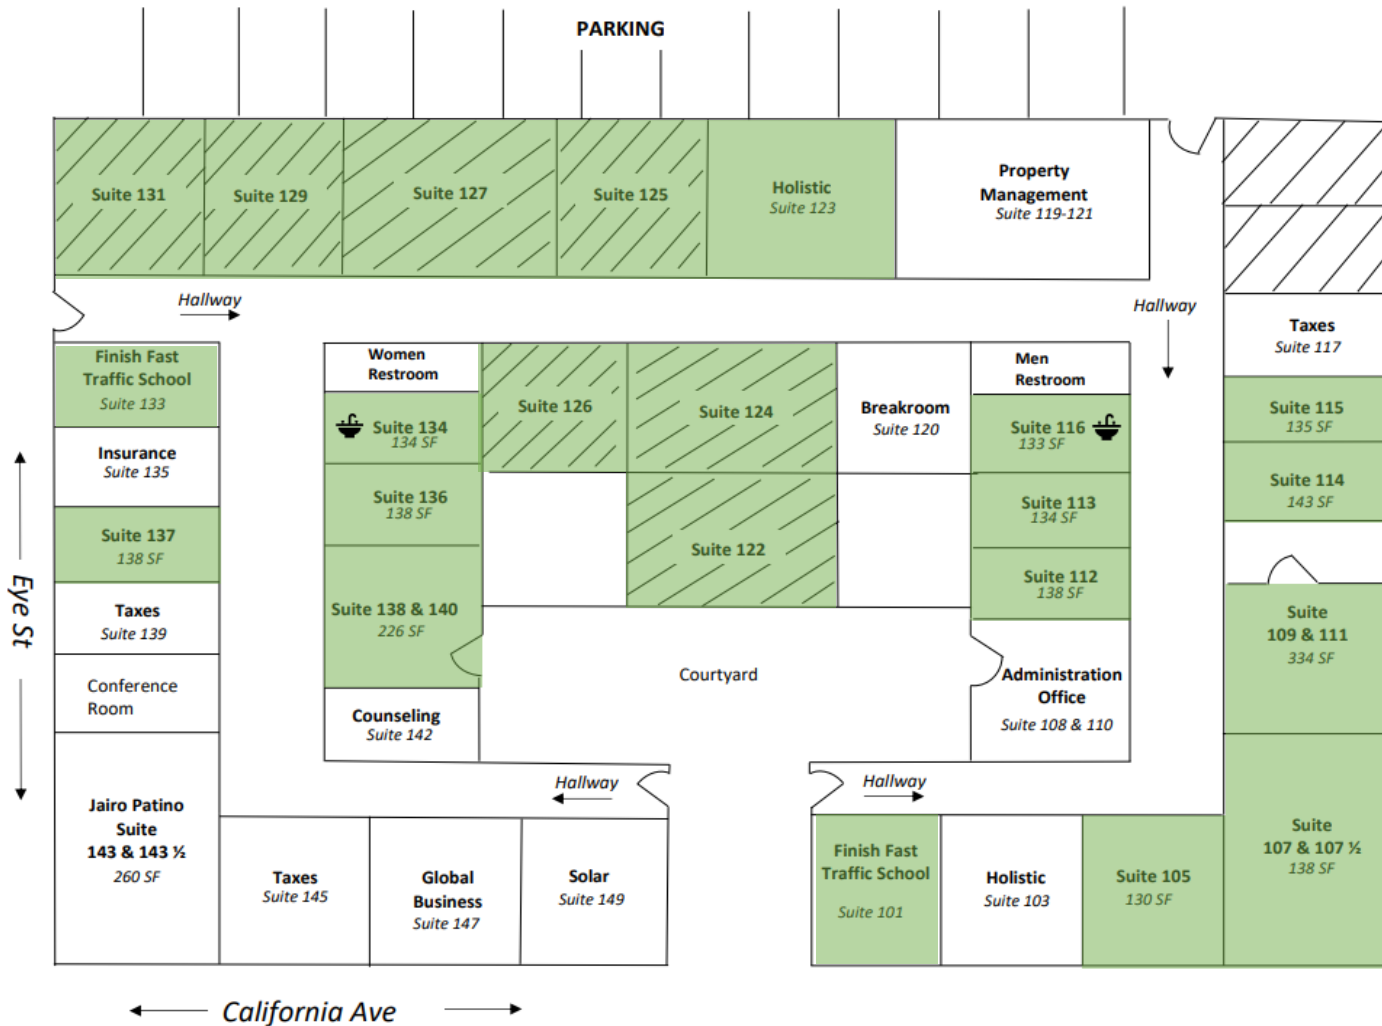 PARKING
Suite 131
Suite 129
Suite 127
Suite 125
Holistic
Suite 123
Property
Management
Suite 119-121
Hallway
Hallway
Taxes
Suite 117
Finish Fast
Traffic School
Suite 133
Women
Restroom
Suite 126
Suite 124
Breakroom
Suite 120
Men
Restroom
Suite 134
134 SF
Suite 116
133 SF
Suite 115
135 SF
Insurance
Suite 135
Suite 136
138 SF
Suite 113
134 SF
Suite 114
143 SF
Suite 137
138 SF
Suite 122
Suite 112
138 SF
Eye St
Taxes
Suite 139
Suite 138 & 140
226 SF
Suite
109 & 111
334 SF
Conference
Room
Courtyard
Administration
Office
Suite 108 & 110
Counseling
Suite 142
Hallway
Hallway
Jairo Patino
Suite
143 & 143 ½
260 SF
Taxes
Suite 145
Global
Business
Suite 147
Solar
Suite 149
Finish Fast
Traffic School
Suite 101
Holistic
Suite 103
Suite 105
130 SF
Suite
107 & 107 ½
138 SF
California Ave